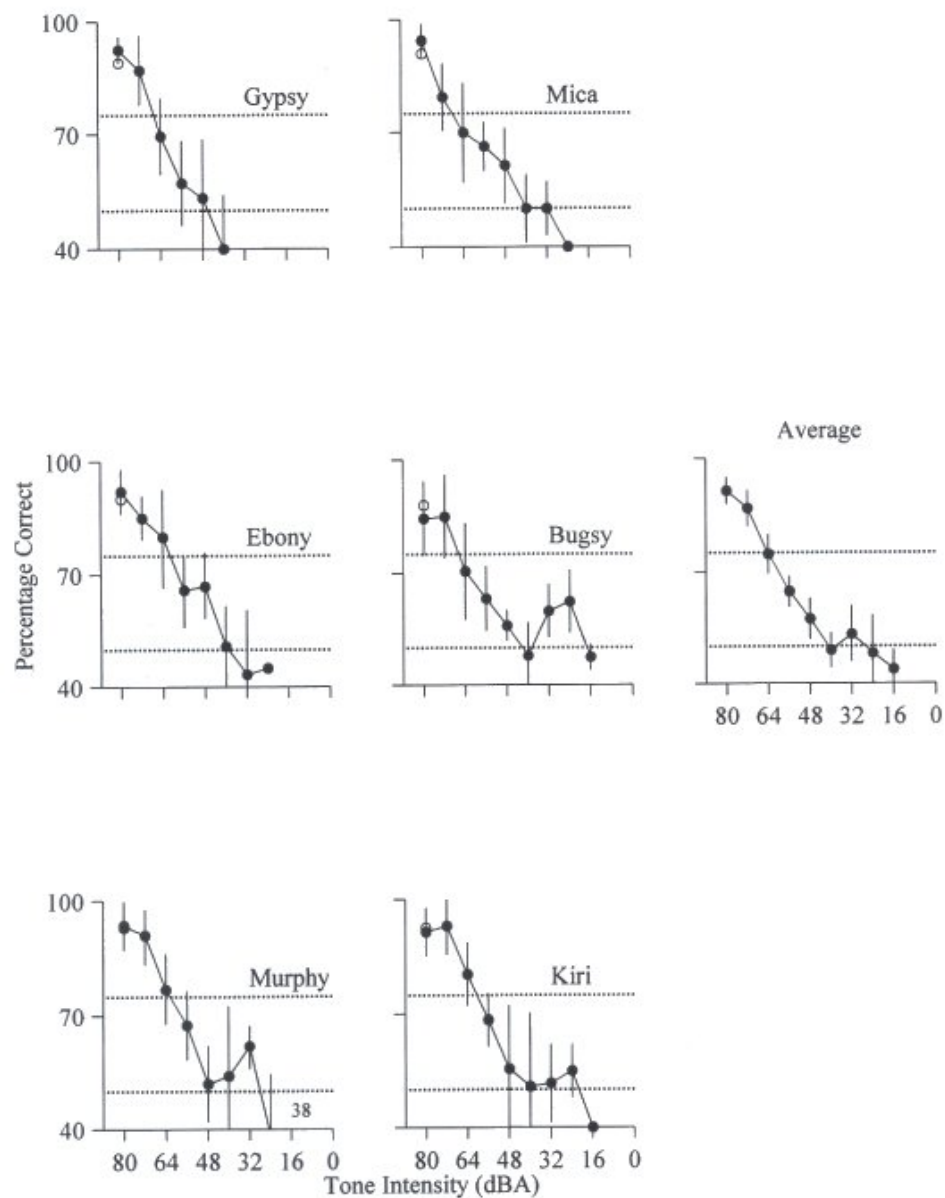 100
Gypsy
Mica
70
40
Average
100
Ebony
Bugsy
70
40
80 64 48 32 16 0
Percentage Correct
100
Murphy
Kiri
70
38
40
80 64 48 32 16 0
80 64 48 32 16 0
Tone Intensity (dBA)